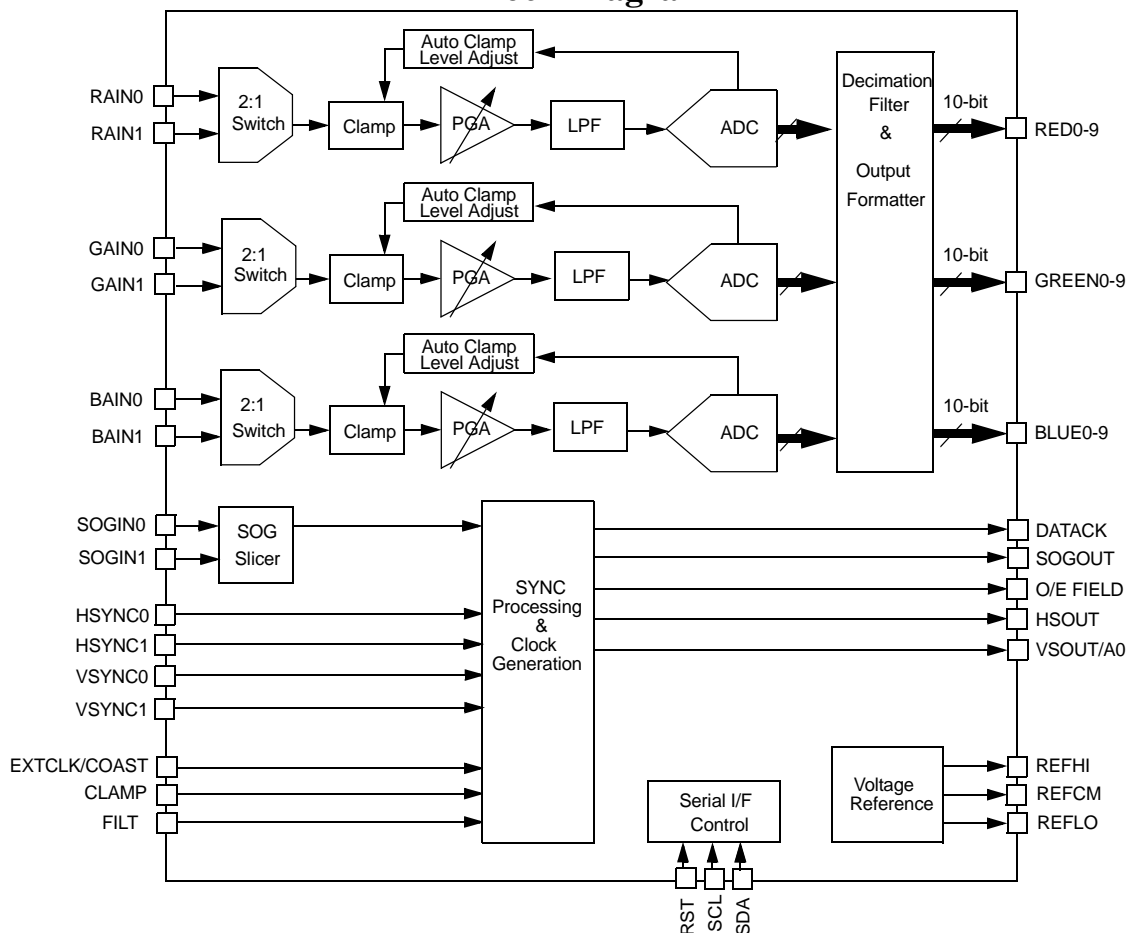 Auto Clamp
Level Adjust
RAIN0
RAIN1
2:1
Switch
Clamp
PGA
LPF
ADC
Decimation
Filter
&
Output
Formatter
10-bit
RED0-9
Auto Clamp
Level Adjust
GAIN0
GAIN1
2:1
Switch
Clamp
PGA
LPF
ADC
10-bit
GREEN0-9
Auto Clamp
Level Adjust
BAIN0
BAIN1
2:1
Switch
Clamp
PGA
LPF
ADC
10-bit
BLUE0-9
SOGIN0
SOGIN1
SOG
Slicer
HSYNC0
HSYNC1
VSYNC0
VSYNC1
EXTCLK/COAST
CLAMP
FILT
SYNC
Processing
&
Clock
Generation
DATACK
SOGOUT
O/E FIELD
HSOUT
VSOUT/A0
Serial I/F
Control
RST
SCL
SDA
Voltage
Reference
REFHI
REFCM
REFLO